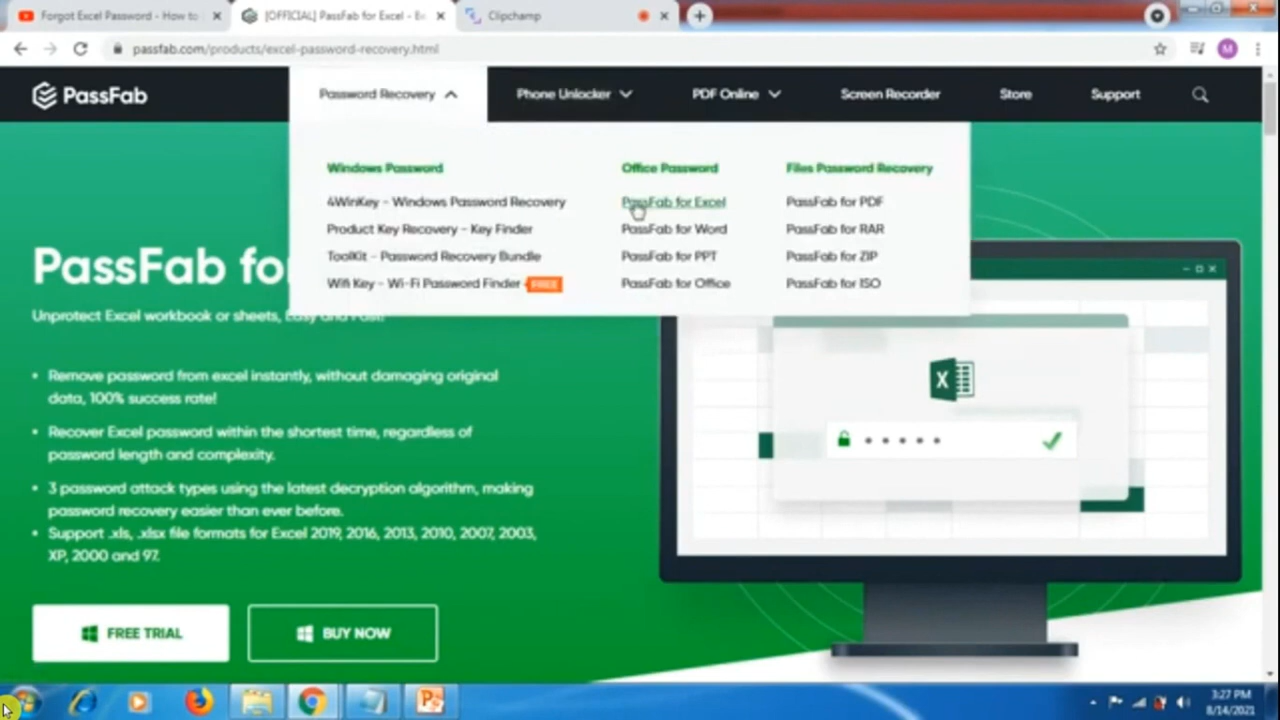 Forgot Excel Password - How to
[OFFICIAL] PassFab for Excel - Ex
Clipchamp
passfab.com/products/excel-password-recovery.html
M
PassFab
Password Recovery
Phone Unlocker
PDF Online
Screen Recorder
Store
Support
Windows Password
4WinKey - Windows Password Recovery
Product Key Recovery - Key Finder
ToolKit - Password Recovery Bundle
Wifi Key - Wi-Fi Password Finder FREE
Office Password
PassFab for Excel
PassFab for Word
PassFab for PPT
PassFab for Office
Files Password Recovery
PassFab for PDF
PassFab for RAR
PassFab for ZIP
PassFab for ISO
PassFab fo
Unprotect Excel workbook or sheets, Easy and Fast!
• Remove password from excel instantly, without damaging original
data, 100% success rate!
• Recover Excel password within the shortest time, regardless of
password length and complexity.
• 3 password attack types using the latest decryption algorithm, making
password recovery easier than ever before.
• Support .xls, .xlsx file formats for Excel 2019, 2016, 2013, 2010, 2007, 2003,
XP, 2000 and 97.
FREE TRIAL
BUY NOW
X
3:27 PM
8/14/2021